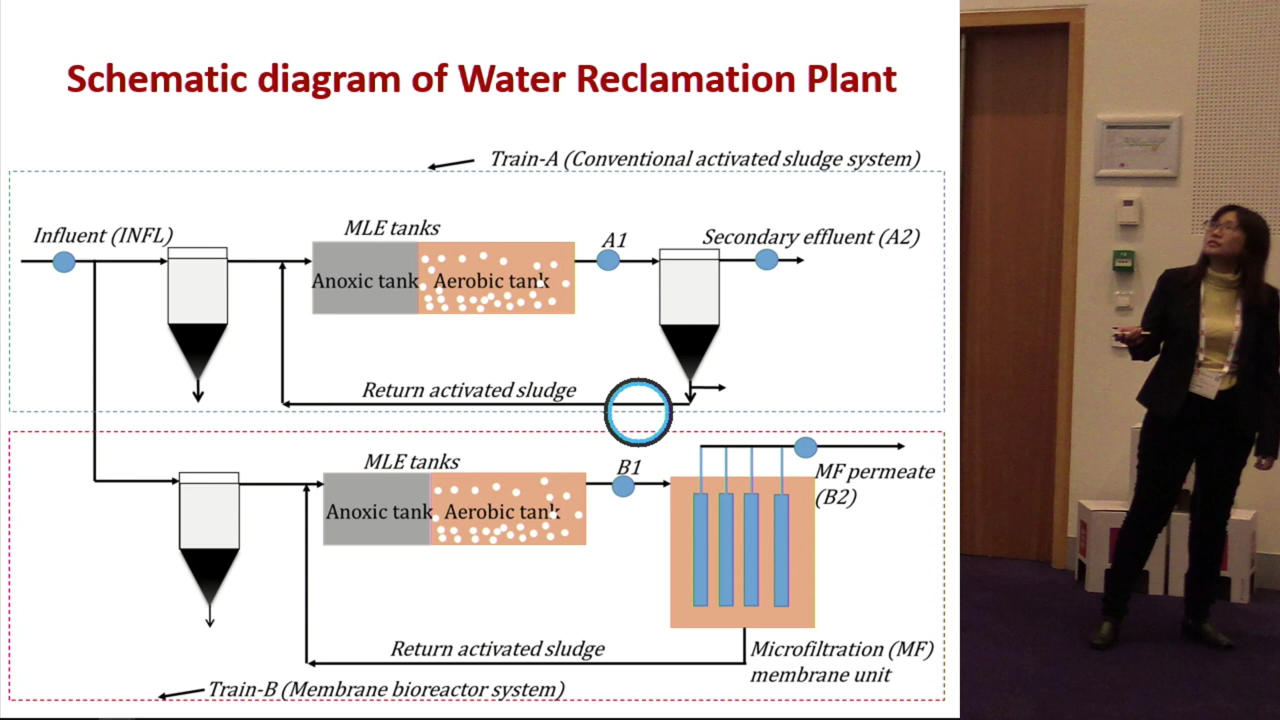 Schematic diagram of Water Reclamation Plant
Train-A (Conventional activated sludge system)
Influent (INFL)
MLE tanks
A1
Secondary effluent (A2)
Anoxic tank
Aerobic tank
Return activated sludge
MLE tanks
B1
MF permeate
(B2)
Anoxic tank
Aerobic tank
Return activated sludge
Microfiltration (MF)
membrane unit
Train-B (Membrane bioreactor system)